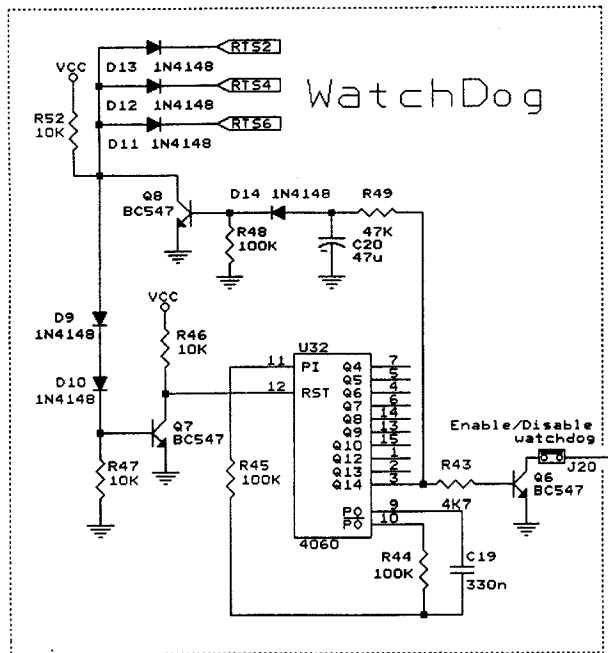 RTS2
VCC D13 1N4148
RTS4
WatchDog
R52 D12 1N4148
10K
RTS6
D11 1N4148
Q8 D14 1N4148 R49
BC547
R48 47K
100K C20
47u
VCC
D9 R46
1N4148 10K
U32
11 PI Q4 7
Q5 5
D10 12 RST Q6 4
1N4148 Q7 6
Q7 Q8 14
BC547 Q9 13
Q10 15
Enable/Disable
watchdog
Q12 1
Q13 2
J20
R47 R45 Q14 3 R43 Q6
10K 100K BC547
4K7
PO 9
PO 10
4060
R44 C19
100K 330n